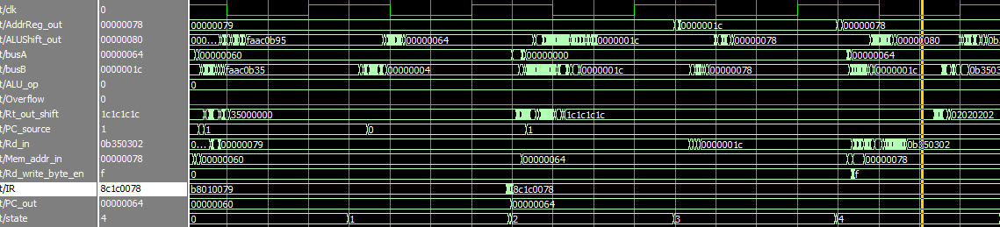 t/clk 0
t/AddrReg_out 00000078 00000079 0000001c 00000078
t/ALUShift_out 00000080 000... faac0b95 00000064 0000001c 00000078 00000080
t/busA 00000064 00000060 00000000 00000064
t/busB 0000001c faac0b35 00000004 00000078 0000001c 0b350302
t/ALU_op 0 0
t/Overflow 0
t/Rt_out_shift 1c1c1c1c 35000000 1c1c1c1c 02020202
t/PC_source 1 1 0 1
t/Rd_in 0b350302 0... 00000079 0000001c 0b350302
t/Mem_addr_in 00000078 00000060 00000064 00000078
t/Rd_write_byte_en f 0 f
t/IR 8c1c0078 b8010079 8c1c0078
t/PC_out 00000064 00000060 00000064
t/state 4 0 1 2 3 4